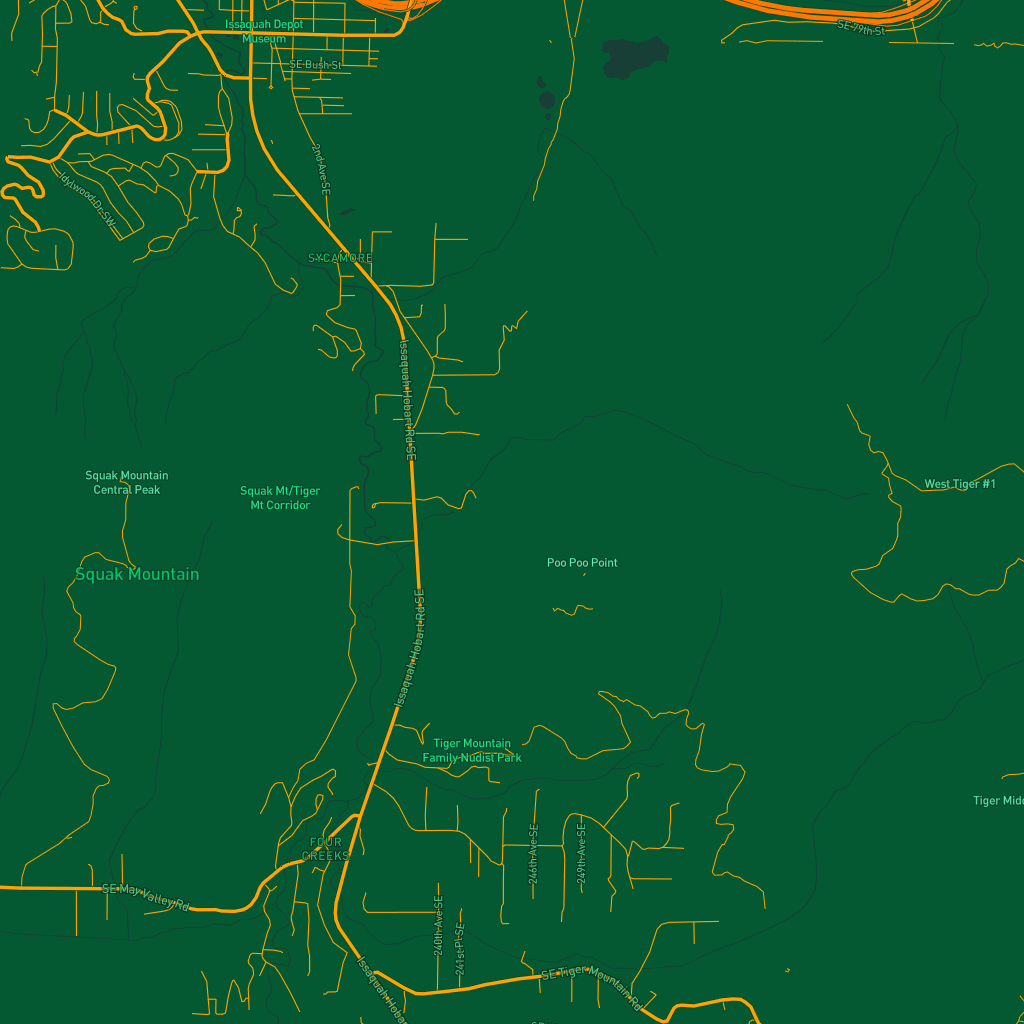 Issaquah Depot
Museum
SE 79th St
SE Bush St
2nd Ave SE
Idylwood Dr SW
SYCAMORE
Issaquah Hobart Rd SE
Squak Mountain
Central Peak
Squak Mt/Tiger
Mt Corridor
West Tiger #1
Poo Poo Point
Squak Mountain
Issaquah Hobart Rd SE
Tiger Mountain
Family Nudist Park
FOUR
CREEKS
246th Ave SE
249th Ave SE
SE May Valley Rd
240th Ave SE
241st Pl SE
Issaquah Hobar
SE Tiger Mountain Rd
Tiger Midd